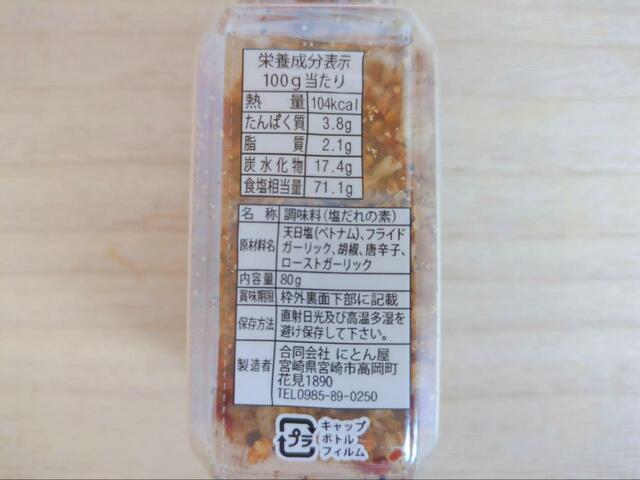 栄養成分表示
100g当たり
熱量 104kcal
たんぱく質 3.8g
脂質 2.1g
炭水化物 17.4g
食塩相当量 71.1g
名称 調味料(塩だれの素)
原材料名 天日塩(ベトナム)、フライド
ガーリック、胡椒、唐辛子、
ローストガーリック
内容量 80g
賞味期限 枠外裏面下部に記載
保存方法 直射日光及び高温多湿を
避け保存して下さい。
製造者 合同会社 にとん屋
宮崎県宮崎市高岡町
花見1890
TEL0985-89-0250
プラ キャップ
ボトル
フィルム